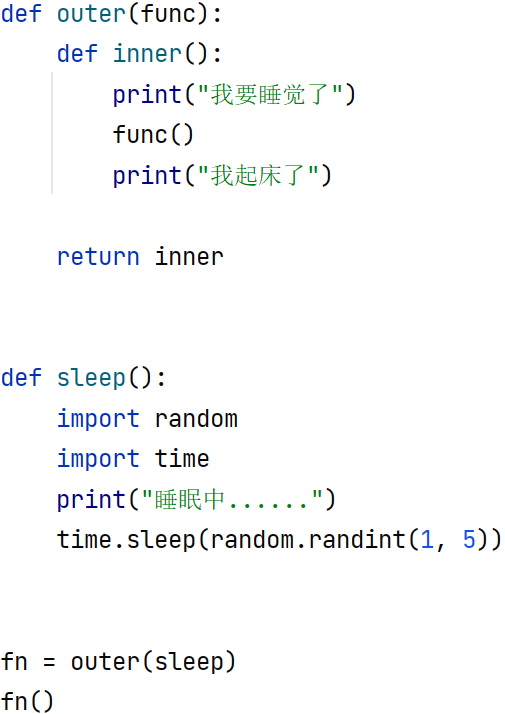 def outer(func):
    def inner():
        print("我要睡觉了")
        func()
        print("我起床了")
    return inner
def sleep():
    import random
    import time
    print("睡眠中......")
    time.sleep(random.randint(1, 5))
fn = outer(sleep)
fn()